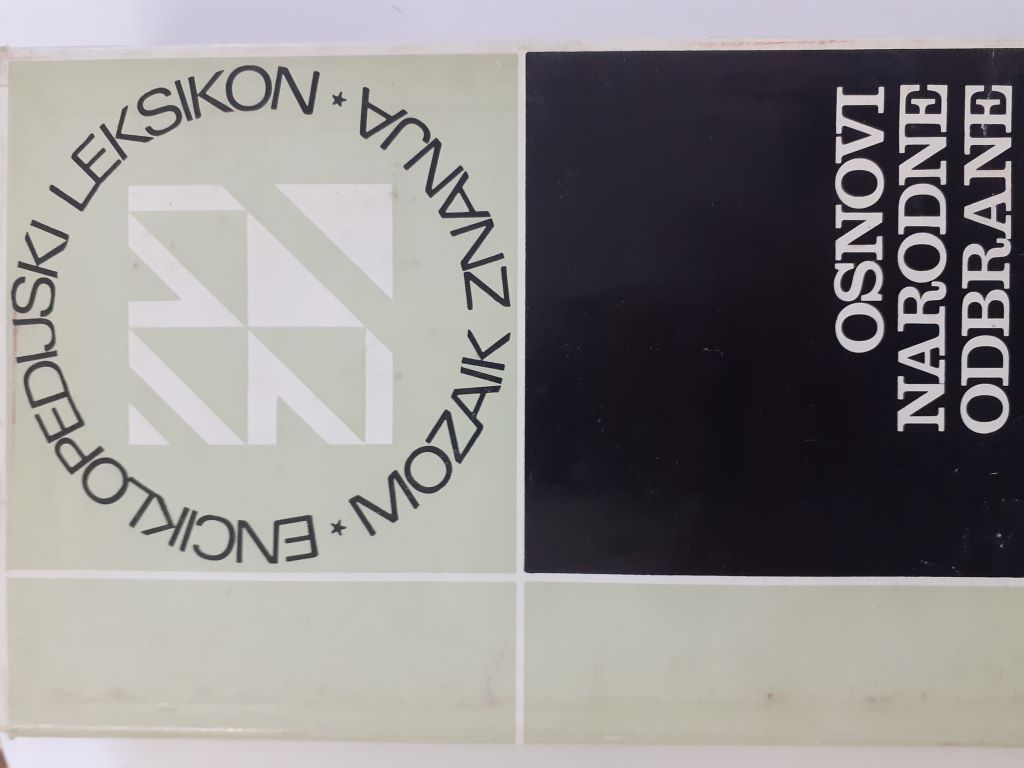 ENCIKLOPEDIJSKI LEKSIKON
★ MOZAIK ZNANJA ★
OSNOVI
NARODNE
ODBRANE